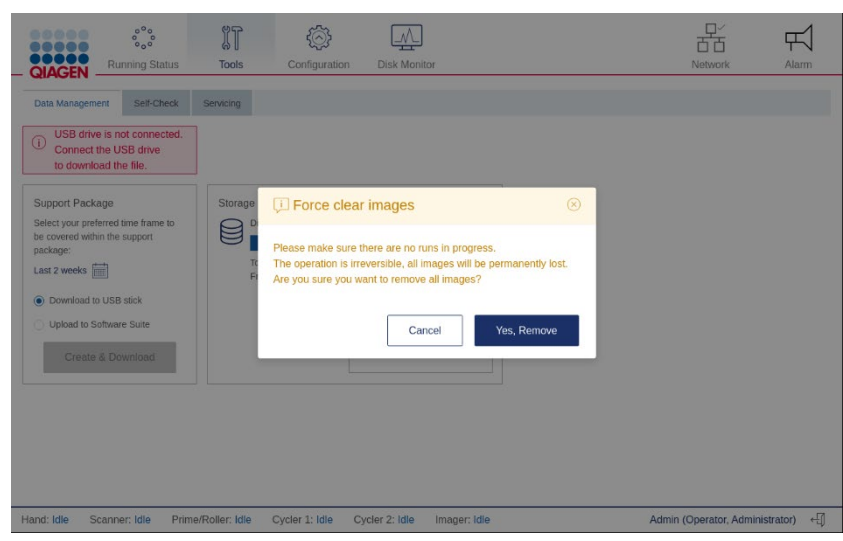 QIAGEN
Running Status
Tools
Configuration
Disk Monitor
Network
Alarm
Data Management
Self-Check
Servicing
USB drive is not connected.
Connect the USB drive
to download the file.
Support Package
Select your preferred time frame to
be covered within the support
package:
Last 2 weeks
Download to USB stick
Upload to Software Suite
Create & Download
Storage
Force clear images
Please make sure there are no runs in progress.
The operation is irreversible, all images will be permanently lost.
Are you sure you want to remove all images?
Cancel
Yes, Remove
Hand: Idle
Scanner: Idle
Prime/Roller: Idle
Cycler 1: Idle
Cycler 2: Idle
Imager: Idle
Admin (Operator, Administrator)